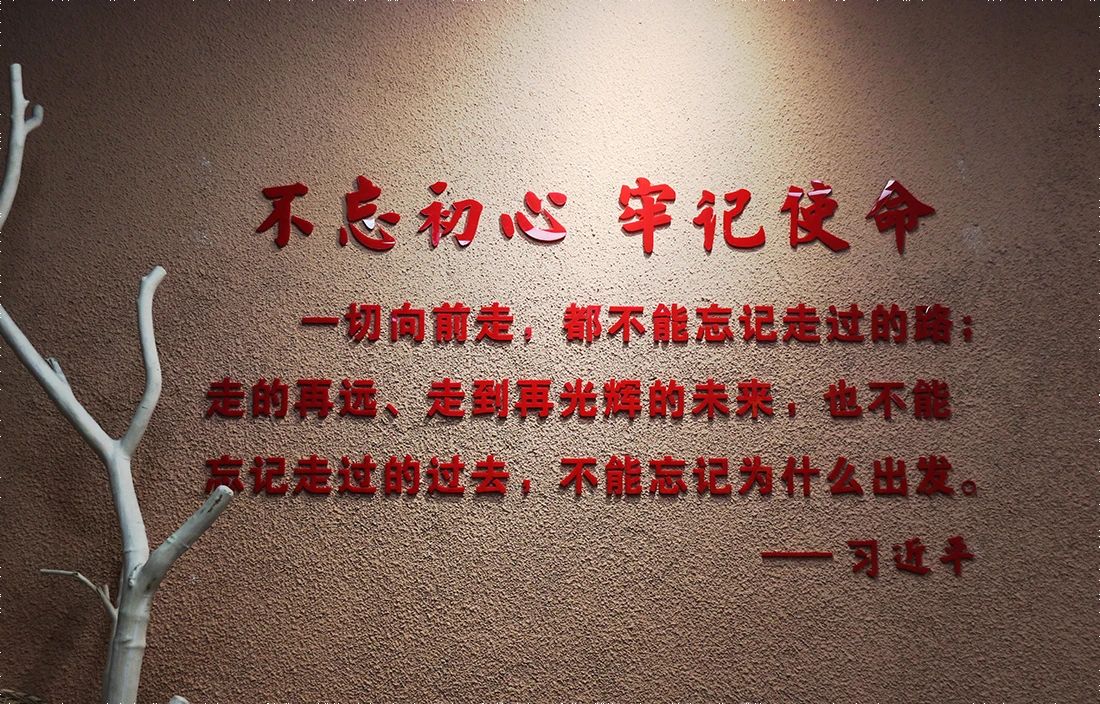 不忘初心 牢记使命
一切向前走，都不能忘记走过的路；
走的再远、走到再光辉的未来，也不能
忘记走过的过去，不能忘记为什么出发。
——习近平